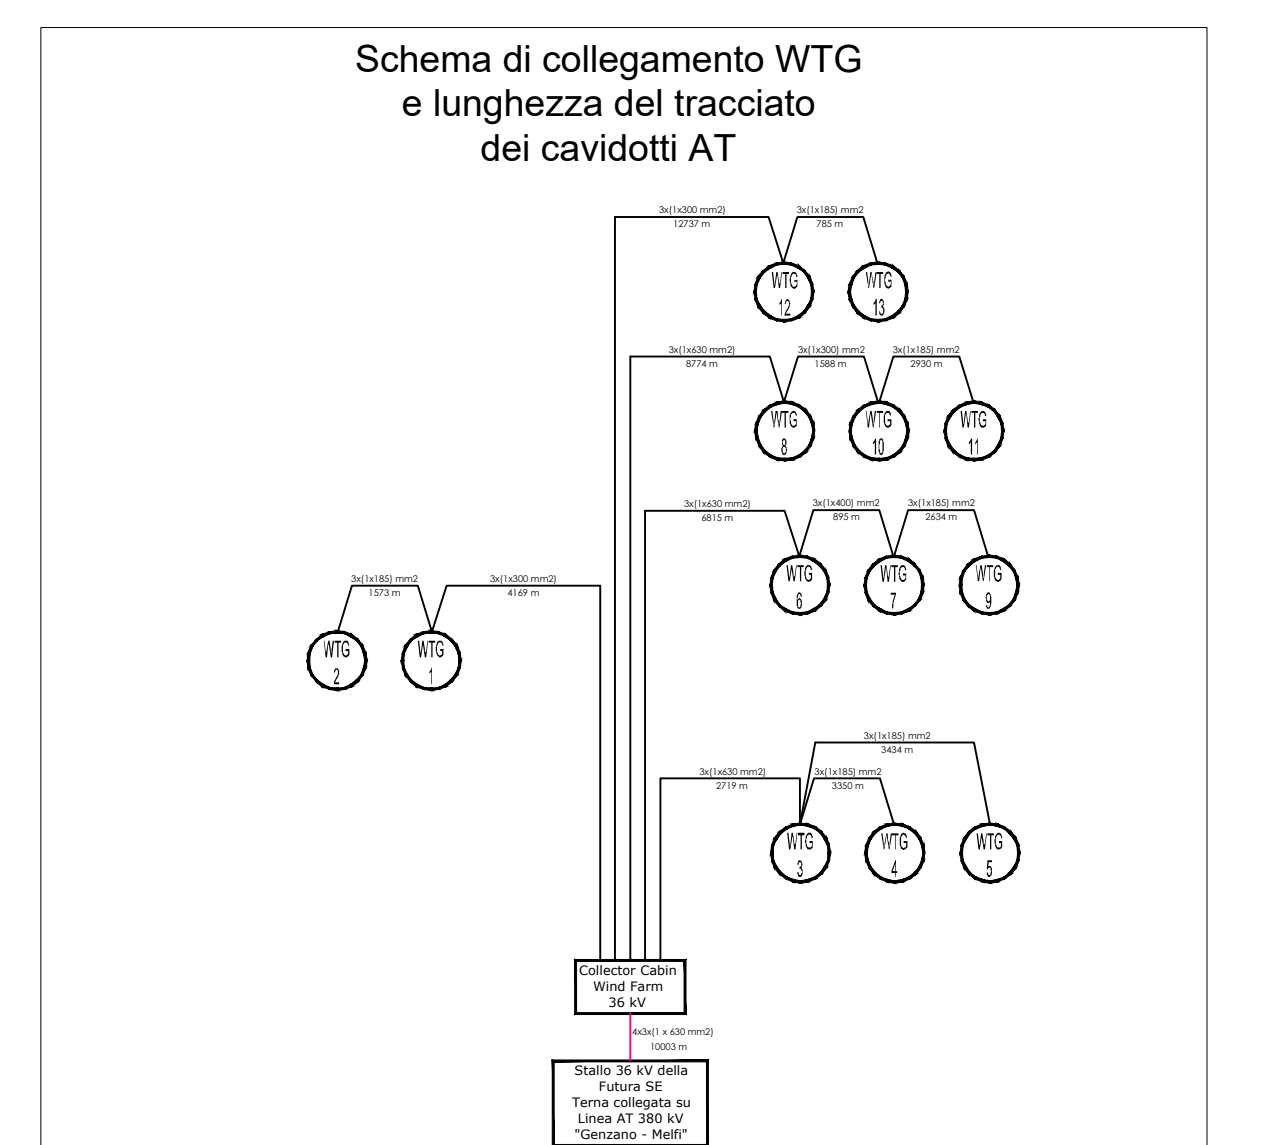 Schema di collegamento WTG
e lunghezza del tracciato
dei cavidotti AT
3x(1x300 mm2)
12737 m
3x(1x185) mm2
785 m
WTG
12
WTG
13
3x(1x630 mm2)
8774 m
3x(1x300) mm2
1588 m
3x(1x185) mm2
2930 m
WTG
8
WTG
10
WTG
11
3x(1x630 mm2)
6815 m
3x(1x400) mm2
895 m
3x(1x185) mm2
2634 m
WTG
6
WTG
7
WTG
9
3x(1x185) mm2
1573 m
3x(1x300 mm2)
4169 m
WTG
2
WTG
1
3x(1x185) mm2
3434 m
3x(1x630 mm2)
2719 m
3x(1x185) mm2
3350 m
WTG
3
WTG
4
WTG
5
Collector Cabin
Wind Farm
36 kV
4x3x(1 x 630 mm2)
10003 m
Stallo 36 kV della
Futura SE
Terna collegata su
Linea AT 380 kV
"Genzano - Melfi"